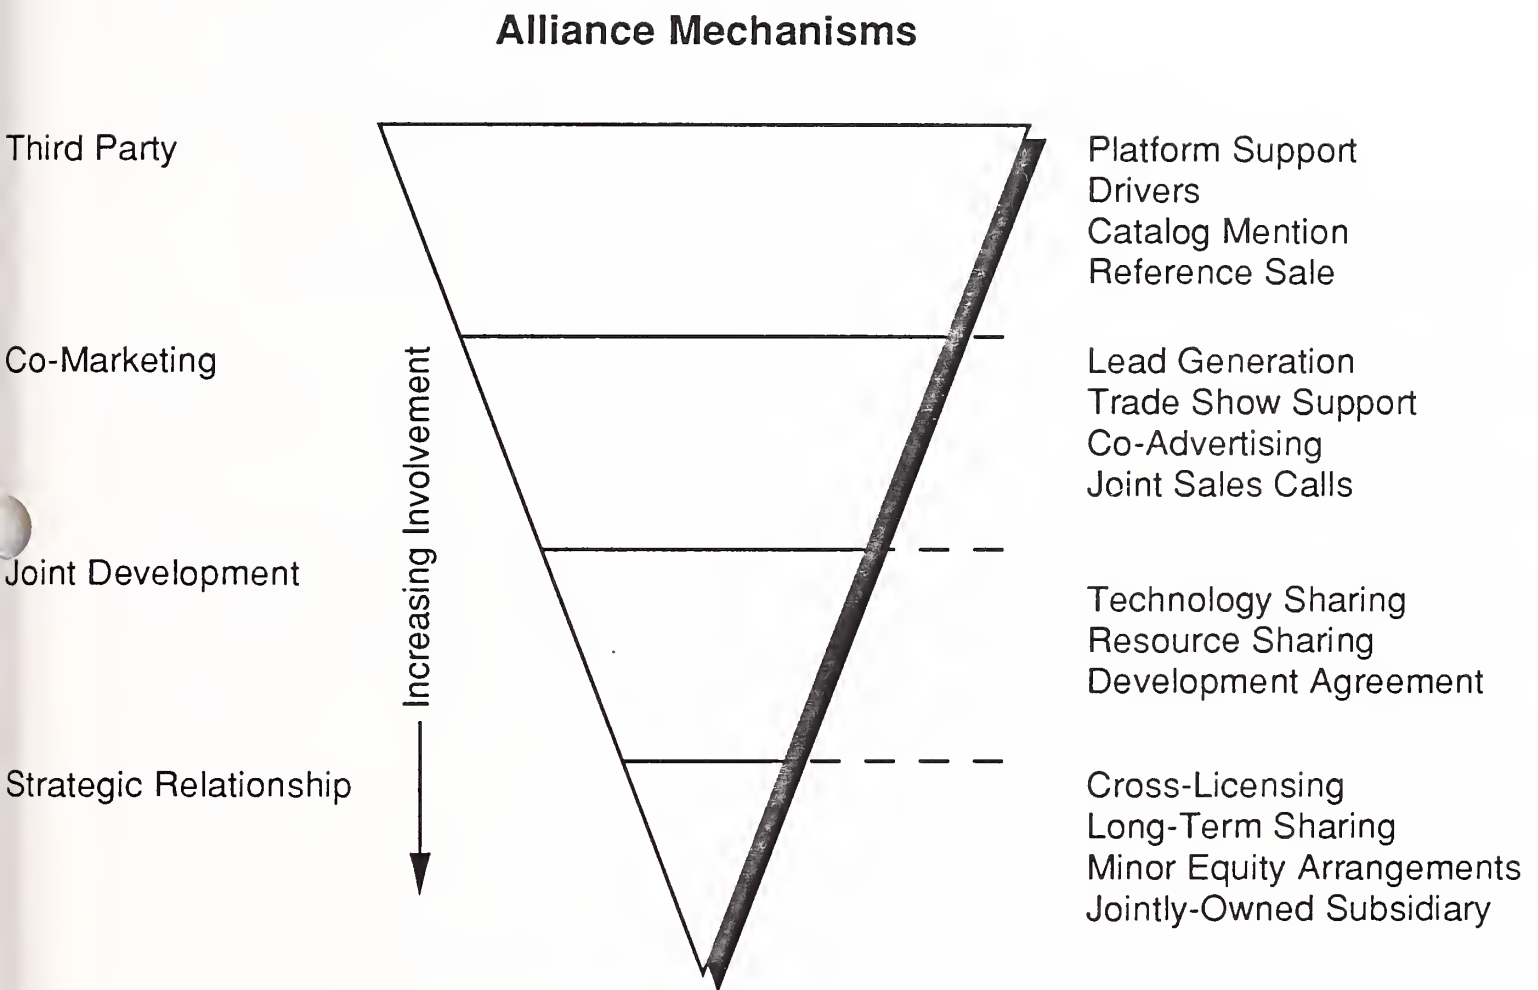 Alliance Mechanisms
Third Party
Platform Support
Drivers
Catalog Mention
Reference Sale
Co-Marketing
Lead Generation
Trade Show Support
Co-Advertising
Joint Sales Calls
Increasing Involvement
Joint Development
Technology Sharing
Resource Sharing
Development Agreement
Strategic Relationship
Cross-Licensing
Long-Term Sharing
Minor Equity Arrangements
Jointly-Owned Subsidiary